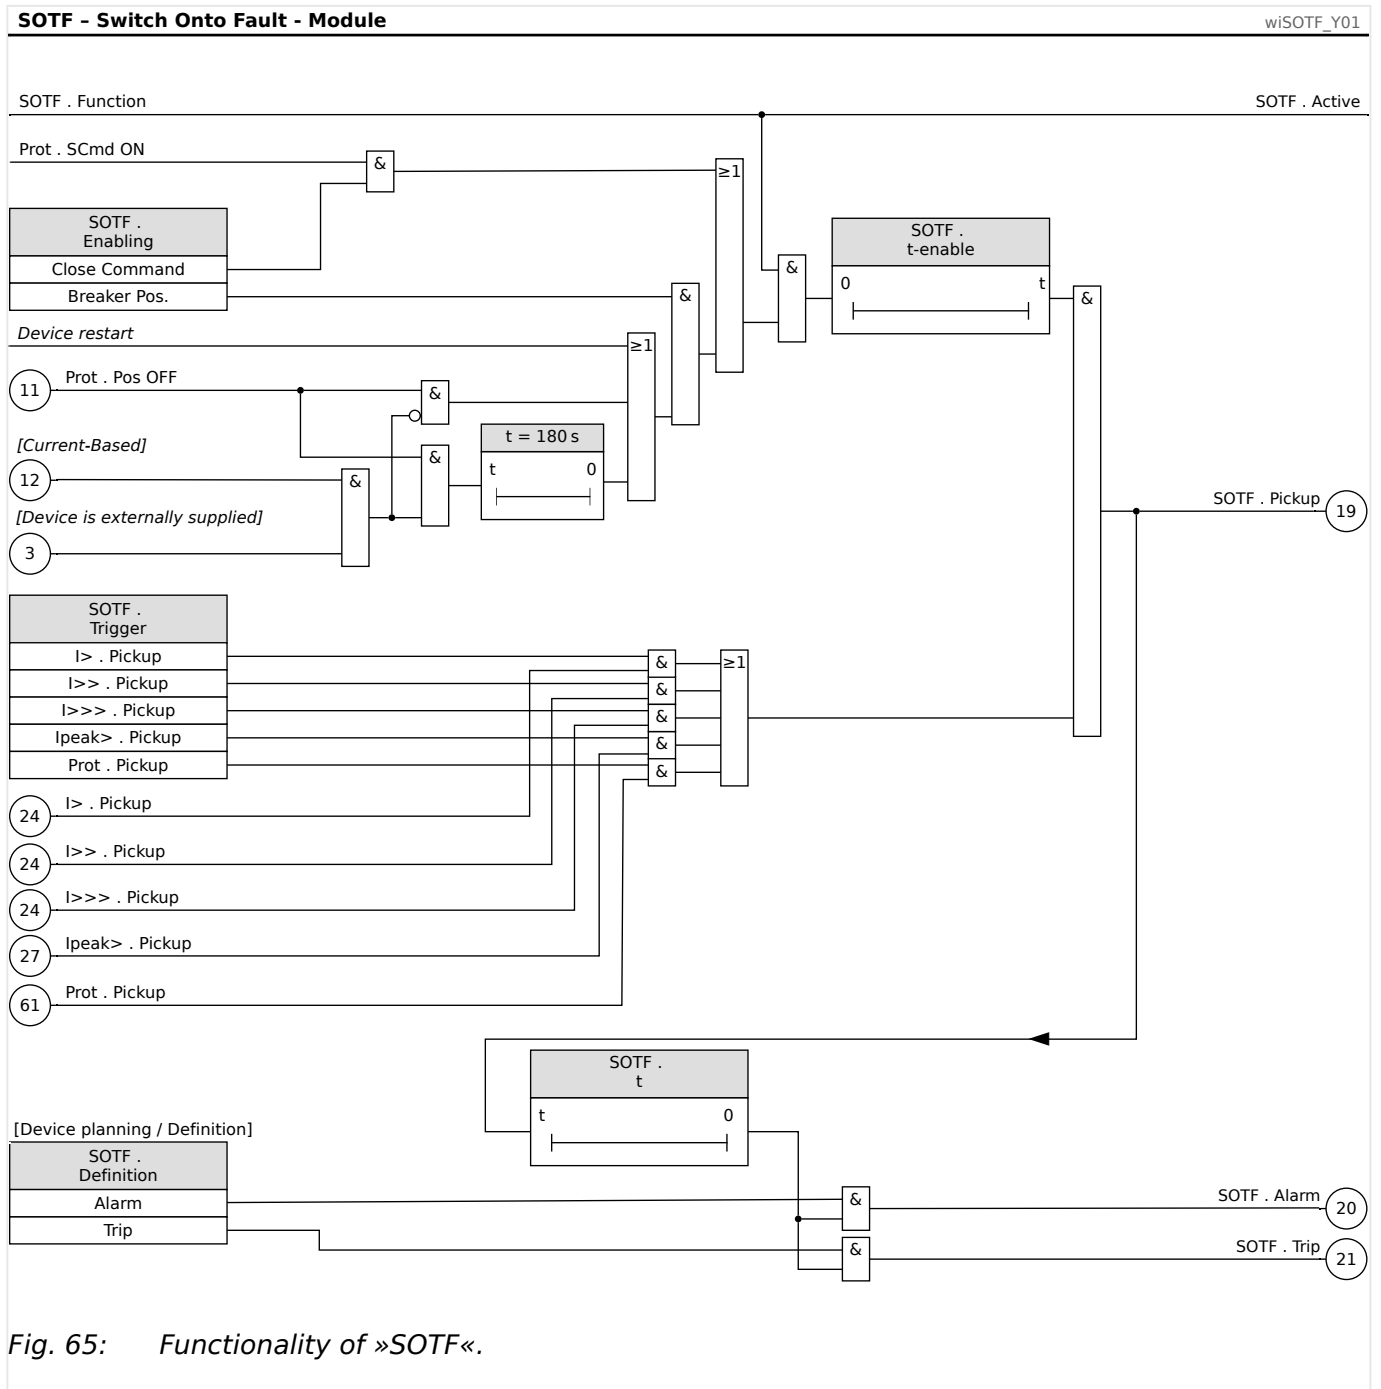 SOTF – Switch Onto Fault - Module
wiSOTF_Y01
SOTF . Function
SOTF . Active
Prot . SCmd ON
&
≥1
SOTF .
Enabling
Close Command
Breaker Pos.
&
SOTF .
t-enable
0
t
&
&
Device restart
≥1
11
Prot . Pos OFF
&
[Current-Based]
12
&
&
t = 180 s
t
0
[Device is externally supplied]
3
SOTF . Pickup
19
SOTF .
Trigger
I> . Pickup
I>> . Pickup
I>>> . Pickup
Ipeak> . Pickup
Prot . Pickup
&
&
&
&
&
≥1
24
I> . Pickup
24
I>> . Pickup
24
I>>> . Pickup
27
Ipeak> . Pickup
61
Prot . Pickup
SOTF .
t
t
0
[Device planning / Definition]
SOTF .
Definition
Alarm
Trip
&
SOTF . Alarm
20
&
SOTF . Trip
21
Fig. 65: Functionality of »SOTF«.